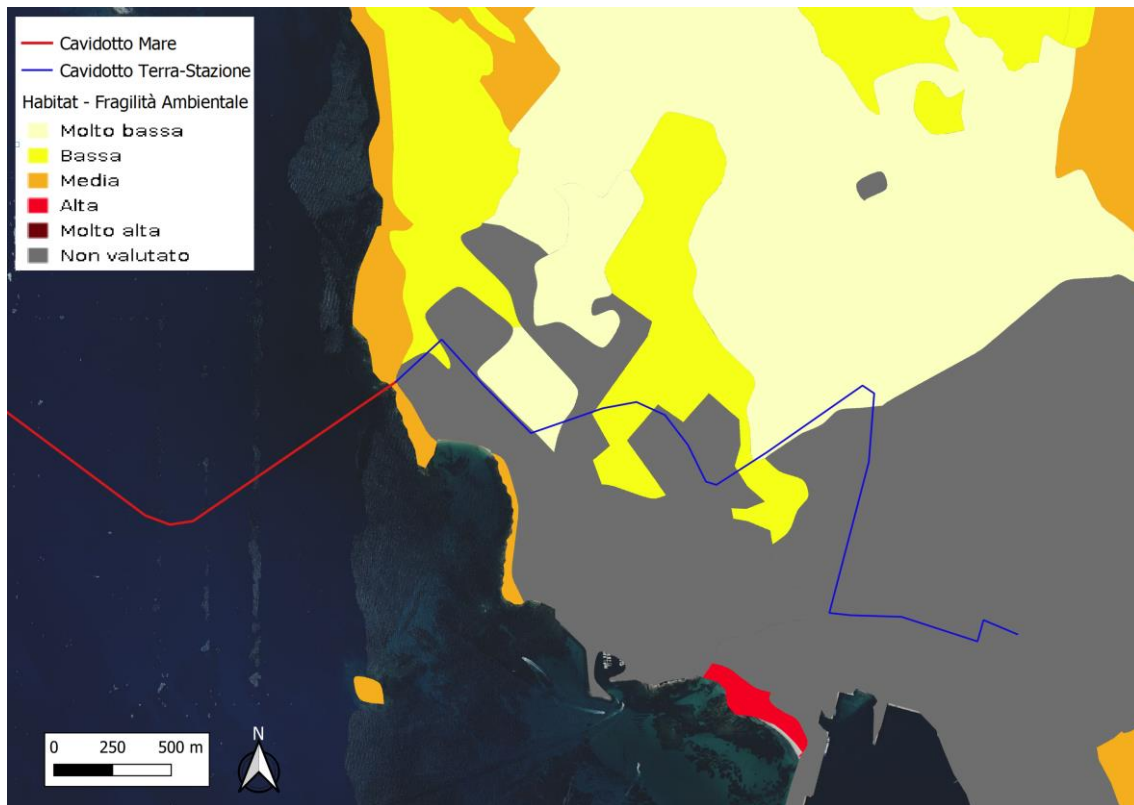 Cavidotto Mare
Cavidotto Terra-Stazione
Habitat - Fragilità Ambientale
Molto bassa
Bassa
Media
Alta
Molto alta
Non valutato
0 250 500 m
N